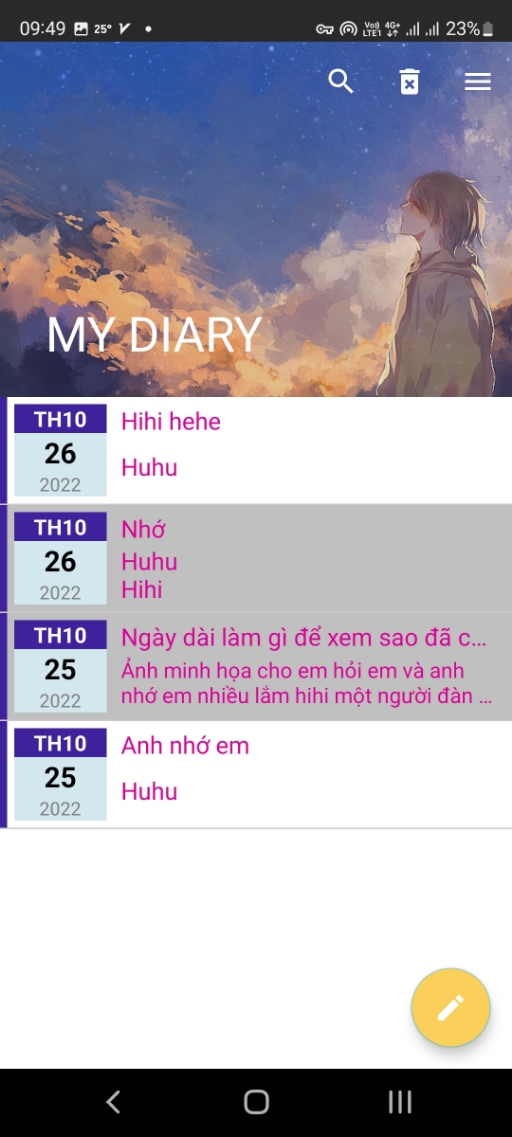 09:49 25° •
Vo)) LTE1 4G+ 23%
MY DIARY
TH10
26
2022
Hihi hehe
Huhu
TH10
26
2022
Nhớ
Huhu
Hihi
TH10
25
2022
Ngày dài làm gì để xem sao đã c...
Ảnh minh họa cho em hỏi em và anh
nhớ em nhiều lắm hihi một người đàn ...
TH10
25
2022
Anh nhớ em
Huhu